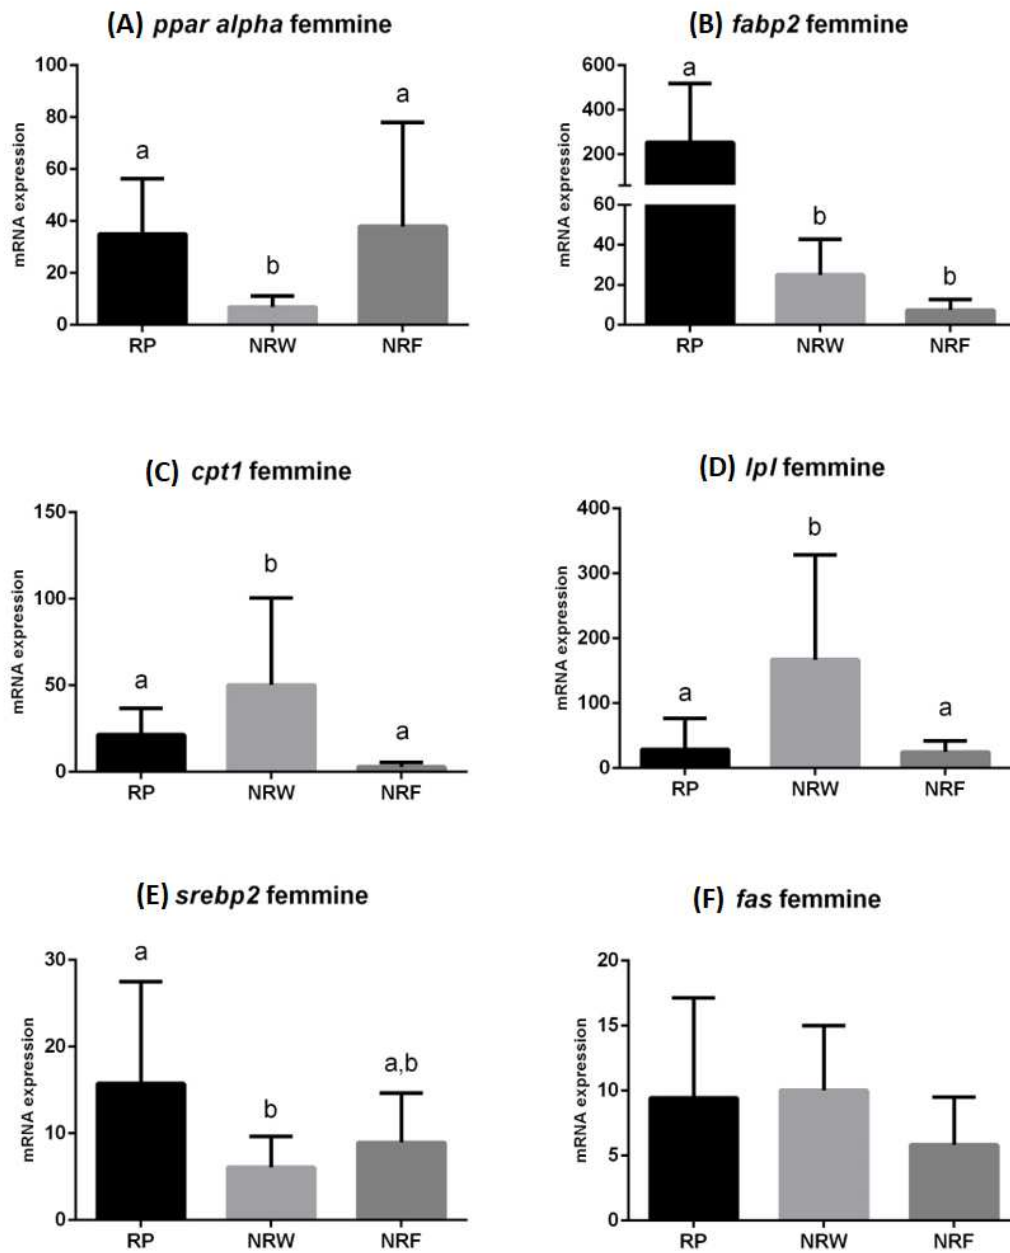 (A) ppar alpha femmine
mRNA expression
100
80
60
40
20
0
a
b
a
RP NRW NRF
(B) fabp2 femmine
mRNA expression
600
400
200
60
40
20
0
a
b
b
RP NRW NRF
(C) cpt1 femmine
mRNA expression
150
100
50
0
a
b
a
RP NRW NRF
(D) lpl femmine
mRNA expression
400
300
200
100
0
a
b
a
RP NRW NRF
(E) srebp2 femmine
mRNA expression
30
20
10
0
a
b
a,b
RP NRW NRF
(F) fas femmine
mRNA expression
20
15
10
5
0
RP NRW NRF